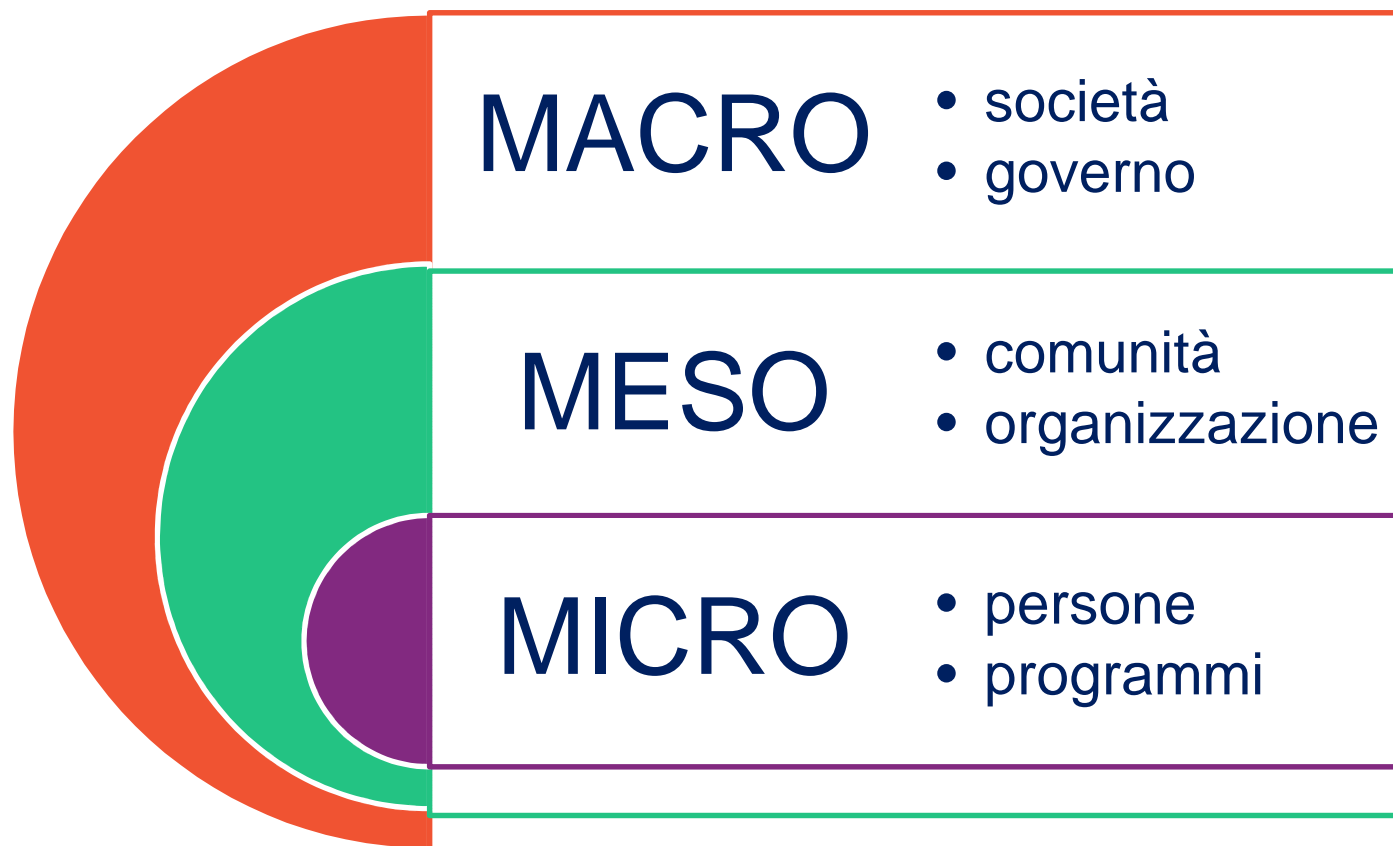 MACRO
• società
• governo
MESO
• comunità
• organizzazione
MICRO
• persone
• programmi